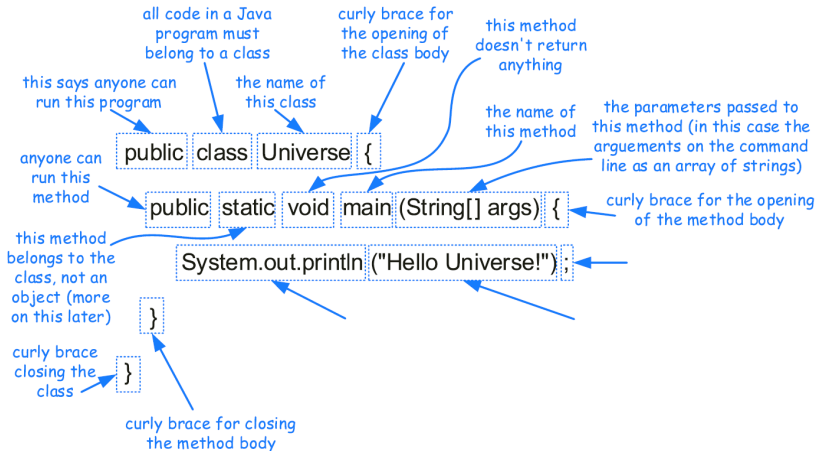 all code in a Java
program must
belong to a class
curly brace for
the opening of
the class body
this method
doesn't return
anything
this says anyone can
run this program
the name of
this class
the name of
this method
the parameters passed to
this method (in this case the
arguements on the command
line as an array of strings)
public class Universe {
anyone can
run this
method
public static void main (String[] args) {
curly brace for the opening
of the method body
this method
belongs to the
class, not an
object (more
on this later)
System.out.println ("Hello Universe!") ;
}
curly brace
closing the
class
}
curly brace for closing
the method body